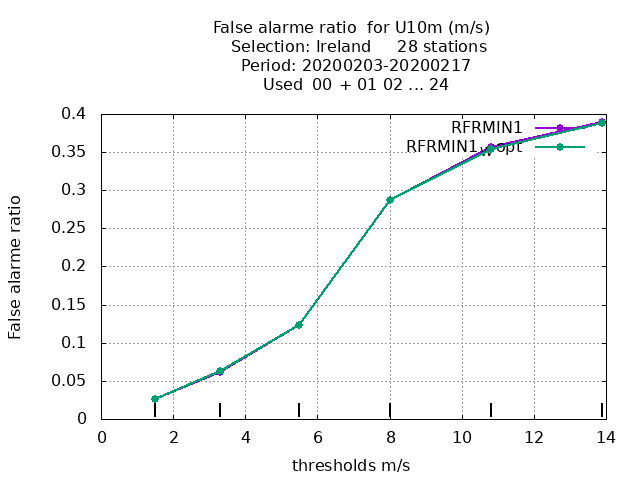 False alarme ratio  for U10m (m/s)
Selection: Ireland     28 stations
Period: 20200203-20200217
Used  00 + 01 02 ... 24
RFRMIN1
RFRMIN1vvopt
0.4
0.35
0.3
0.25
0.2
0.15
0.1
0.05
0
False alarme ratio
0 2 4 6 8 10 12 14
thresholds m/s